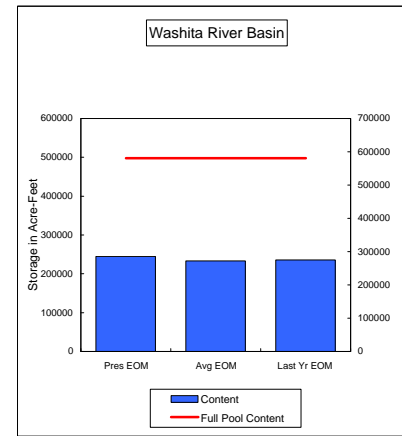 Washita River Basin
600000
500000
400000
300000
200000
100000
0
Storage in Acre-Feet
700000
600000
500000
400000
300000
200000
100000
0
Pres EOM
Avg EOM
Last Yr EOM
Content
Full Pool Content